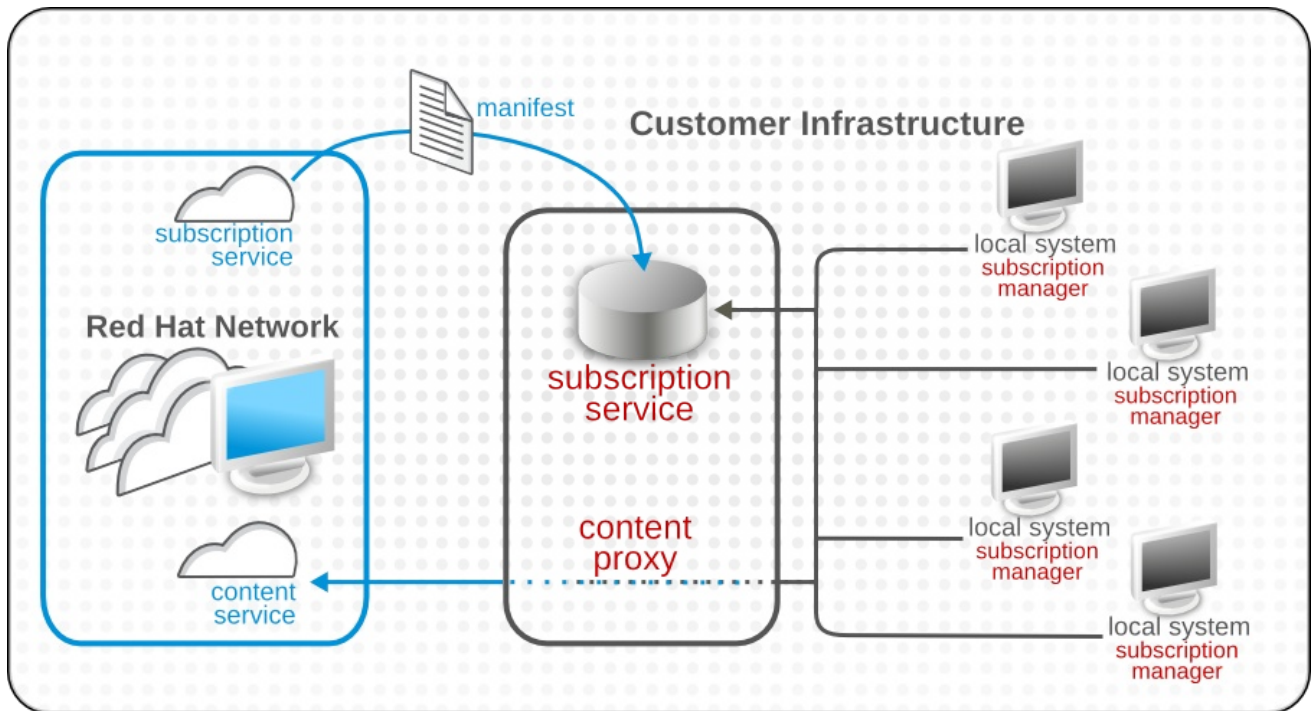 manifest
Customer Infrastructure
subscription
service
Red Hat Network
content
service
subscription
service
content
proxy
local system
subscription
manager
local system
subscription
manager
local system
subscription
manager
local system
subscription
manager